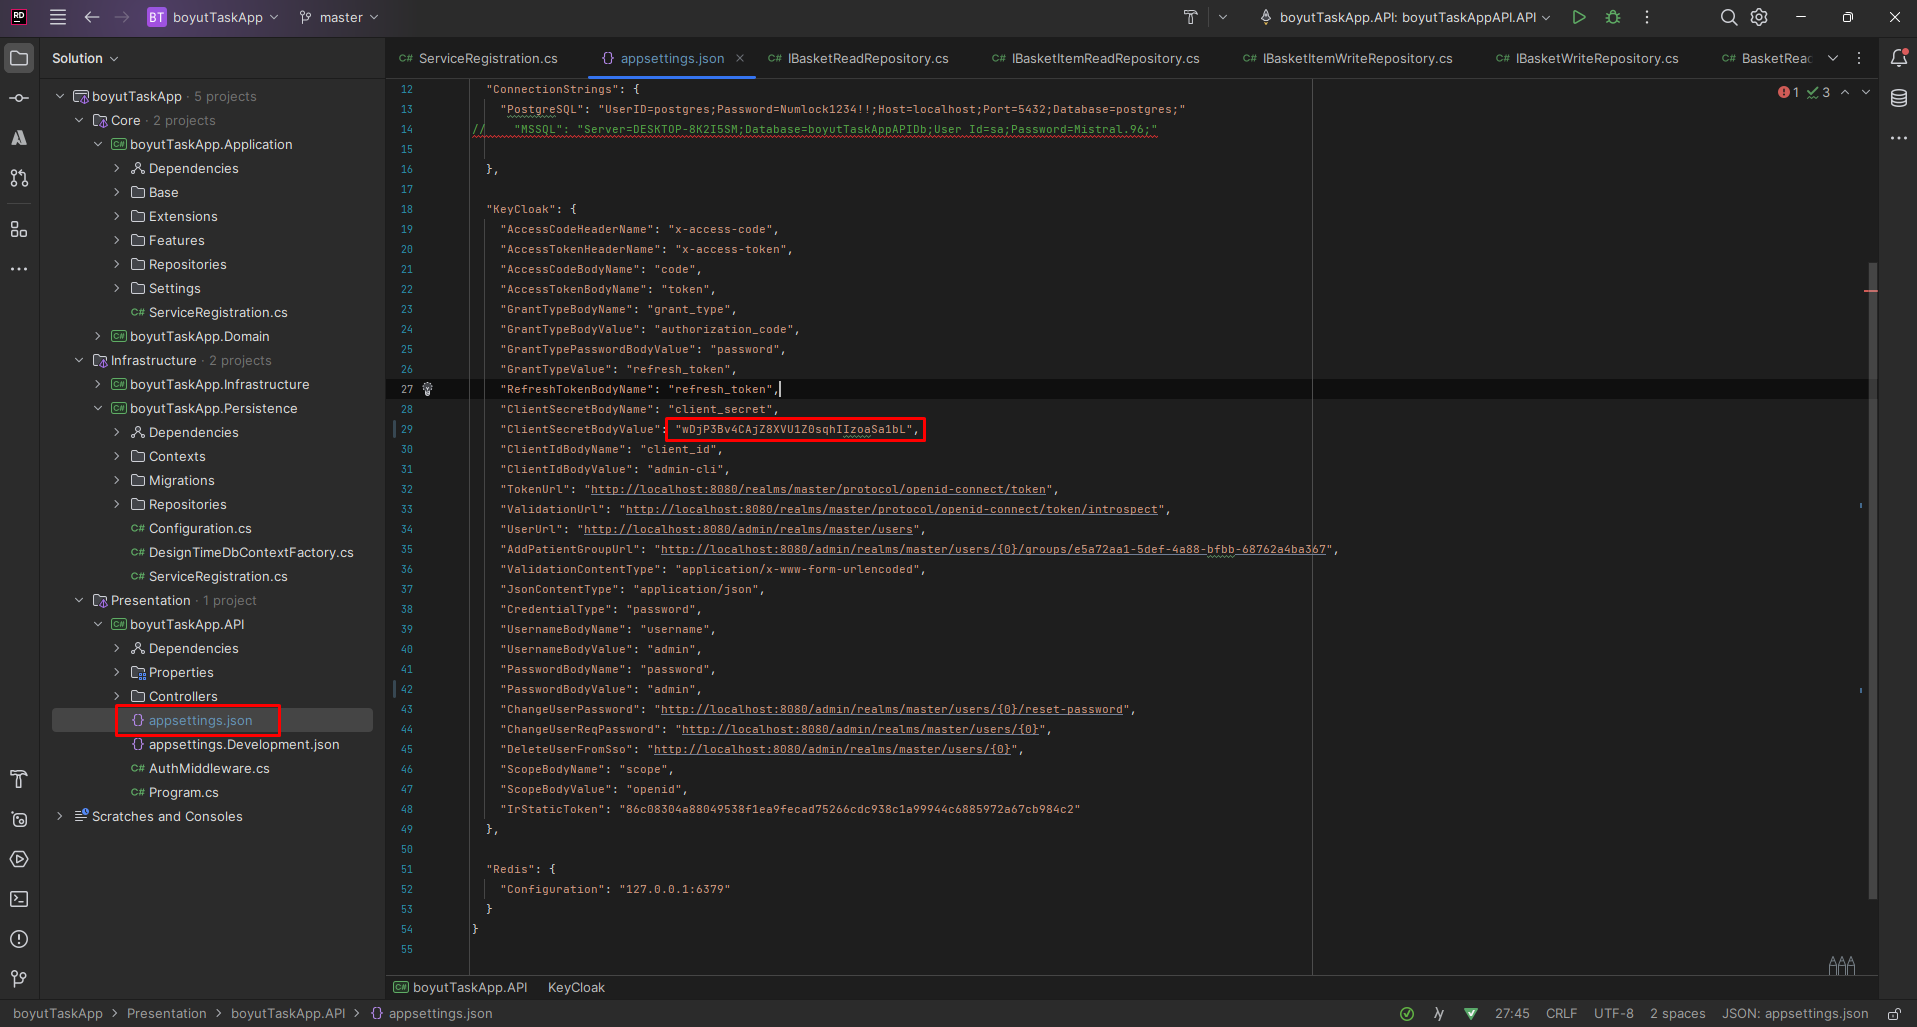 RD BT boyutTaskApp master boyutTaskApp.API: boyutTaskAppAPI.API
Solution
boyutTaskApp · 5 projects
Core · 2 projects
C# boyutTaskApp.Application
Dependencies
Base
Extensions
Features
Repositories
Settings
C# ServiceRegistration.cs
C# boyutTaskApp.Domain
Infrastructure · 2 projects
C# boyutTaskApp.Infrastructure
C# boyutTaskApp.Persistence
Dependencies
Contexts
Migrations
Repositories
C# Configuration.cs
C# DesignTimeDbContextFactory.cs
C# ServiceRegistration.cs
Presentation · 1 project
C# boyutTaskApp.API
Dependencies
Properties
Controllers
{} appsettings.json
{} appsettings.Development.json
C# AuthMiddleware.cs
C# Program.cs
Scratches and Consoles
C# ServiceRegistration.cs {} appsettings.json C# IBasketReadRepository.cs C# IBasketItemReadRepository.cs C# IBasketItemWriteRepository.cs C# IBasketWriteRepository.cs C# BasketRead
1 3
12 "ConnectionStrings": {
13 "PostgreSQL": "UserID=postgres;Password=Numlock1234!!;Host=localhost;Port=5432;Database=postgres;"
14 // "MSSQL": "Server=DESKTOP-8K2I5SM;Database=boyutTaskAppAPIDb;User Id=sa;Password=Mistral.96;"
15
16 },
17
18 "KeyCloak": {
19 "AccessCodeHeaderName": "x-access-code",
20 "AccessTokenHeaderName": "x-access-token",
21 "AccessCodeBodyName": "code",
22 "AccessTokenBodyName": "token",
23 "GrantTypeBodyName": "grant_type",
24 "GrantTypeBodyValue": "authorization_code",
25 "GrantTypePasswordBodyValue": "password",
26 "GrantTypeValue": "refresh_token",
27 "RefreshTokenBodyName": "refresh_token",
28 "ClientSecretBodyName": "client_secret",
29 "ClientSecretBodyValue": "wDjP3Bv4CAjZ8XVU1Z0sqhIIzoaSa1bL",
30 "ClientIdBodyName": "client_id",
31 "ClientIdBodyValue": "admin-cli",
32 "TokenUrl": "http://localhost:8080/realms/master/protocol/openid-connect/token",
33 "ValidationUrl": "http://localhost:8080/realms/master/protocol/openid-connect/token/introspect",
34 "UserUrl": "http://localhost:8080/admin/realms/master/users",
35 "AddPatientGroupUrl": "http://localhost:8080/admin/realms/master/users/{0}/groups/e5a72aa1-5def-4a88-bfbb-68762a4ba367",
36 "ValidationContentType": "application/x-www-form-urlencoded",
37 "JsonContentType": "application/json",
38 "CredentialType": "password",
39 "UsernameBodyName": "username",
40 "UsernameBodyValue": "admin",
41 "PasswordBodyName": "password",
42 "PasswordBodyValue": "admin",
43 "ChangeUserPassword": "http://localhost:8080/admin/realms/master/users/{0}/reset-password",
44 "ChangeUserReqPassword": "http://localhost:8080/admin/realms/master/users/{0}",
45 "DeleteUserFromSso": "http://localhost:8080/admin/realms/master/users/{0}",
46 "ScopeBodyName": "scope",
47 "ScopeBodyValue": "openid",
48 "IrStaticToken": "86c08304a88049538f1ea9fecad75266cdc938c1a99944c6885972a67cb984c2"
49 },
50
51 "Redis": {
52 "Configuration": "127.0.0.1:6379"
53 }
54 }
55
C# boyutTaskApp.API KeyCloak
boyutTaskApp > Presentation > boyutTaskApp.API > {} appsettings.json 27:45 CRLF UTF-8 2 spaces JSON: appsettings.json